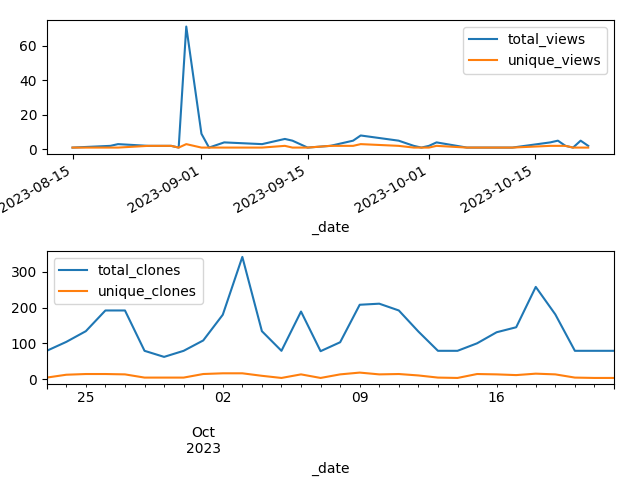 60
40
20
0
total_views
unique_views
2023-08-15
2023-09-01
2023-09-15
2023-10-01
2023-10-15
_date
300
200
100
0
total_clones
unique_clones
25
02
09
16
Oct
2023
_date